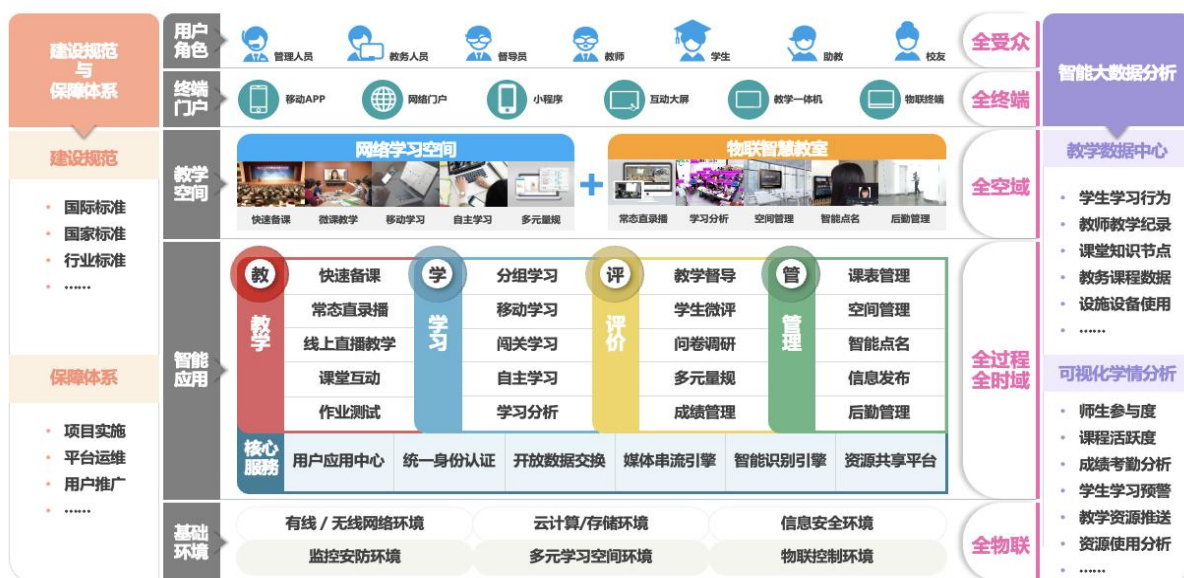 建设规范
与
保障体系
建设规范
· 国际标准
· 国家标准
· 行业标准
· ……
保障体系
· 项目实施
· 平台运维
· 用户推广
· ……
用户
角色
管理人员
教务人员
督导员
教师
学生
助教
校友
全受众
终端
门户
移动APP
网络门户
小程序
互动大屏
教学一体机
物联终端
全终端
教学
空间
网络学习空间
快速备课
微课教学
移动学习
自主学习
多元量规
+
物联智慧教室
常态直录播
学习分析
空间管理
智能点名
后勤管理
全空域
智能
应用
教
教学
快速备课
常态直录播
线上直播教学
课堂互动
作业测试
学
学习
分组学习
移动学习
闯关学习
自主学习
学习分析
评
评价
教学督导
学生微评
问卷调研
多元量规
成绩管理
管
管理
课表管理
空间管理
智能点名
信息发布
后勤管理
核心
服務
用户应用中心
统一身份认证
开放数据交换
媒体串流引擎
智能识别引擎
资源共享平台
全过程
全时域
基础
环境
有线 / 无线网络环境
云计算/存储环境
信息安全环境
监控安防环境
多元学习空间环境
物联控制环境
全物联
智能大数据分析
教学数据中心
· 学生学习行为
· 教师教学纪录
· 课堂知识节点
· 教务课程数据
· 设施设备使用
· ……
可视化学情分析
· 师生参与度
· 课程活跃度
· 成绩考勤分析
· 学生学习预警
· 教学资源推送
· 资源使用分析
· ……